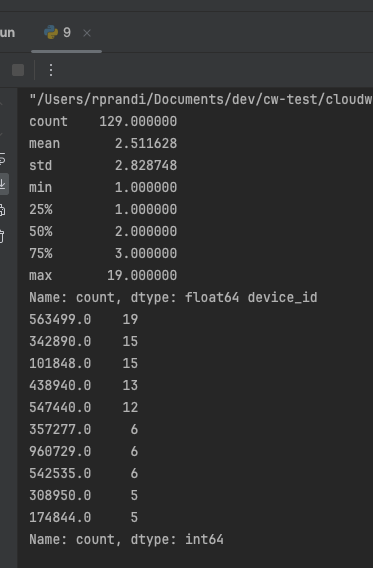 un
9
"/Users/rprandi/Documents/dev/cw-test/cloudw
count 129.000000
mean 2.511628
std 2.828748
min 1.000000
25% 1.000000
50% 2.000000
75% 3.000000
max 19.000000
Name: count, dtype: float64 device_id
563499.0 19
342890.0 15
101848.0 15
438940.0 13
547440.0 12
357277.0 6
960729.0 6
542535.0 6
308950.0 5
174844.0 5
Name: count, dtype: int64